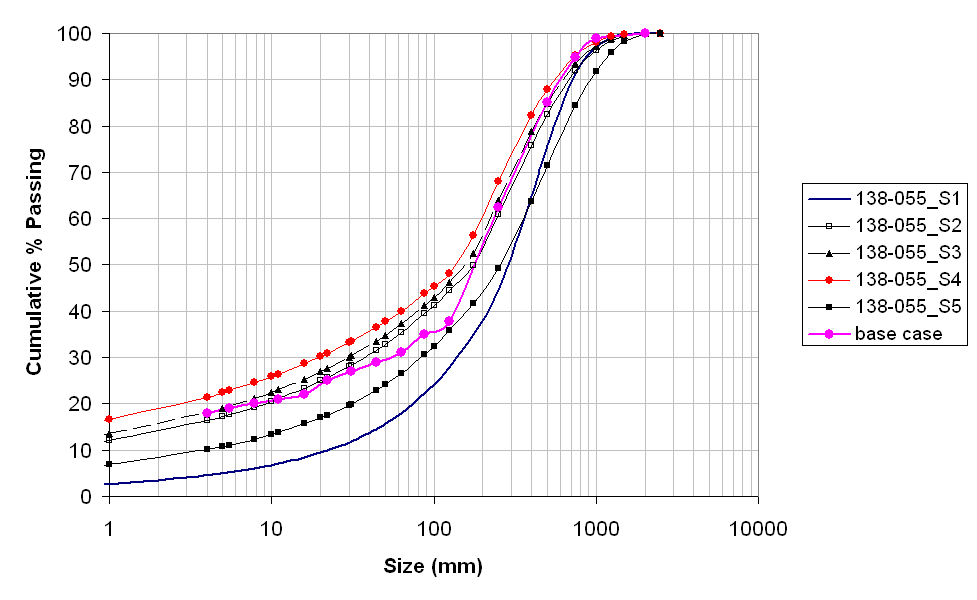 100
90
80
70
60
50
40
30
20
10
0
Cumulative % Passing
1 10 100 1000 10000
Size (mm)
138-055_S1
138-055_S2
138-055_S3
138-055_S4
138-055_S5
base case